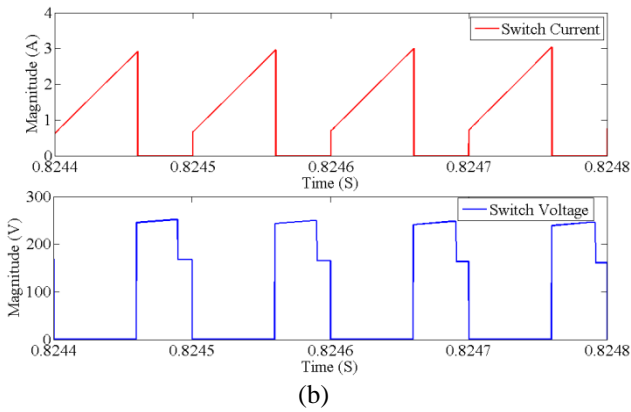 4
3
2
1
0
Magnitude (A)
Switch Current
0.8244 0.8245 0.8246 0.8247 0.8248
Time (S)
300
200
100
0
Magnitude (V)
Switch Voltage
0.8244 0.8245 0.8246 0.8247 0.8248
Time (S)
(b)